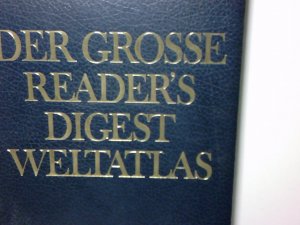 DER GROSSE
READER'S
DIGEST
WELTATLAS